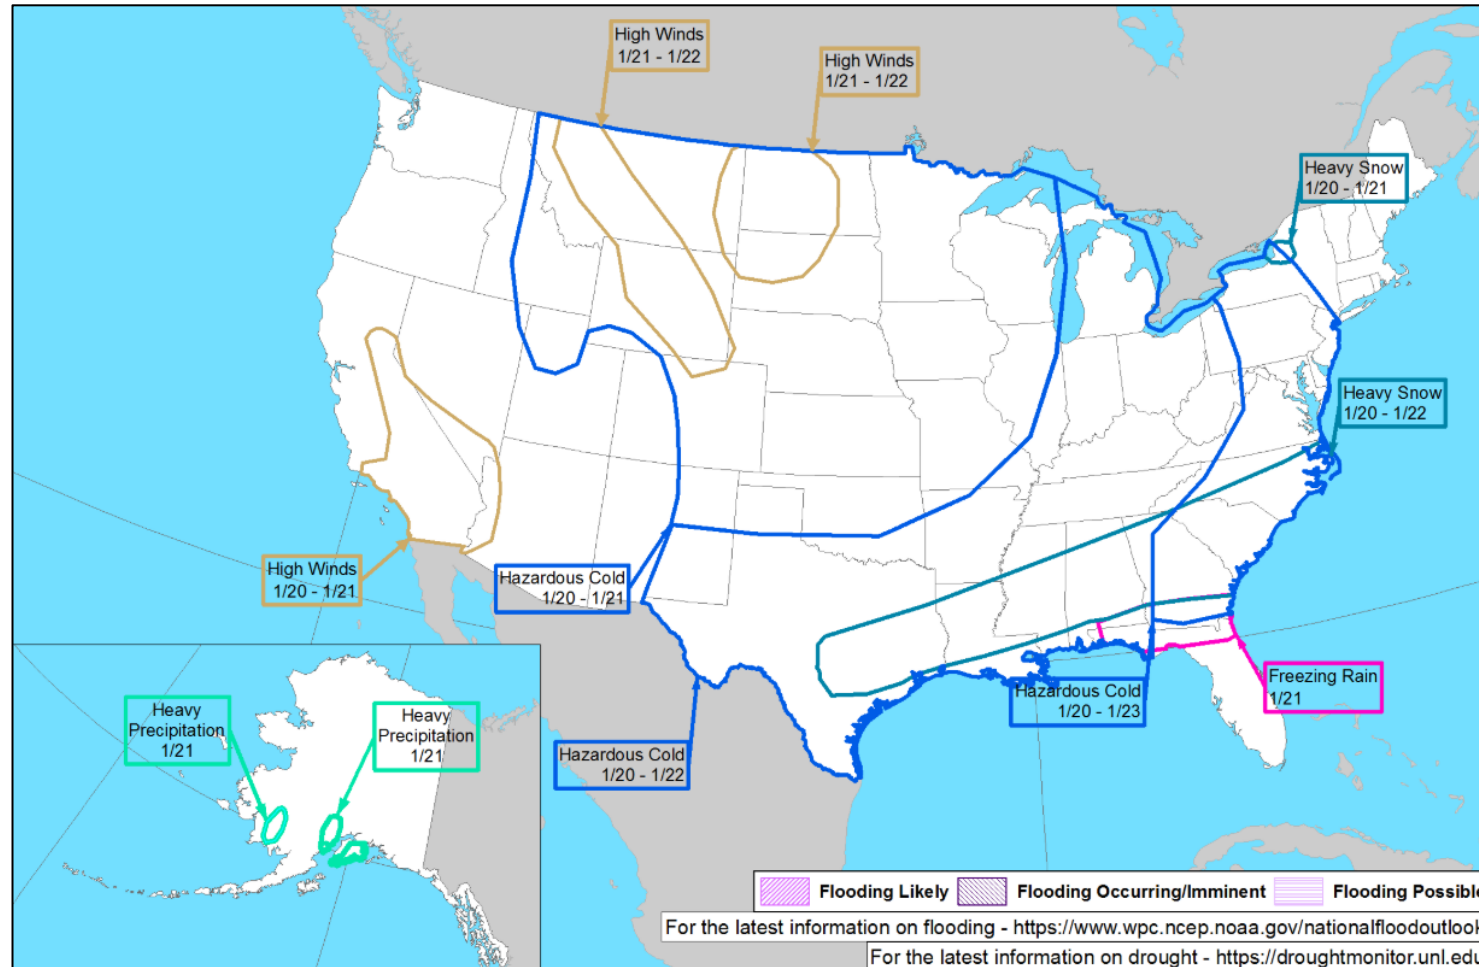 High Winds
1/21 - 1/22
High Winds
1/21 - 1/22
Heavy Snow
1/20 - 1/21
Heavy Snow
1/20 - 1/22
High Winds
1/20 - 1/21
Hazardous Cold
1/20 - 1/21
Freezing Rain
1/21
Hazardous Cold
1/20 - 1/23
Hazardous Cold
1/20 - 1/22
Heavy
Precipitation
1/21
Heavy
Precipitation
1/21
Flooding Likely Flooding Occurring/Imminent Flooding Possible
For the latest information on flooding - https://www.wpc.ncep.noaa.gov/nationalfloodoutlook
For the latest information on drought - https://droughtmonitor.unl.edu